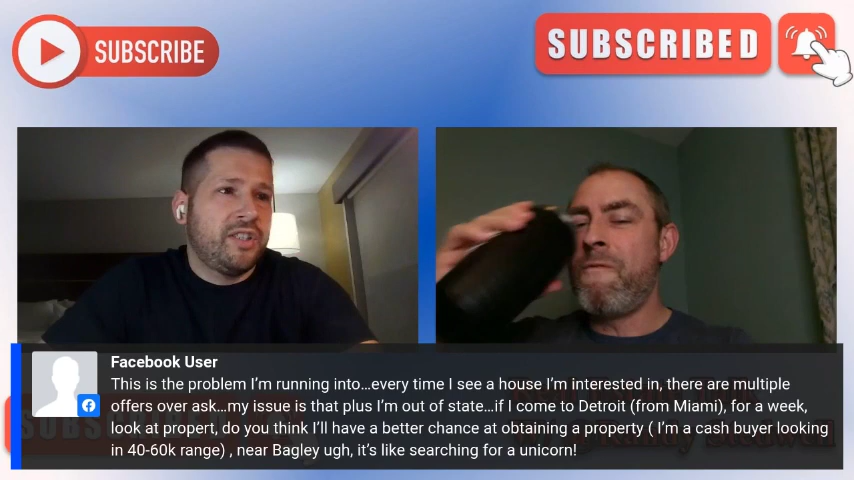 SUBSCRIBE
SUBSCRIBED
Facebook User
This is the problem I'm running into...every time I see a house I'm interested in, there are multiple
offers over ask...my issue is that plus I'm out of state...if I come to Detroit (from Miami), for a week,
look at propert, do you think I'll have a better chance at obtaining a property ( I'm a cash buyer looking
in 40-60k range) , near Bagley ugh, it's like searching for a unicorn!